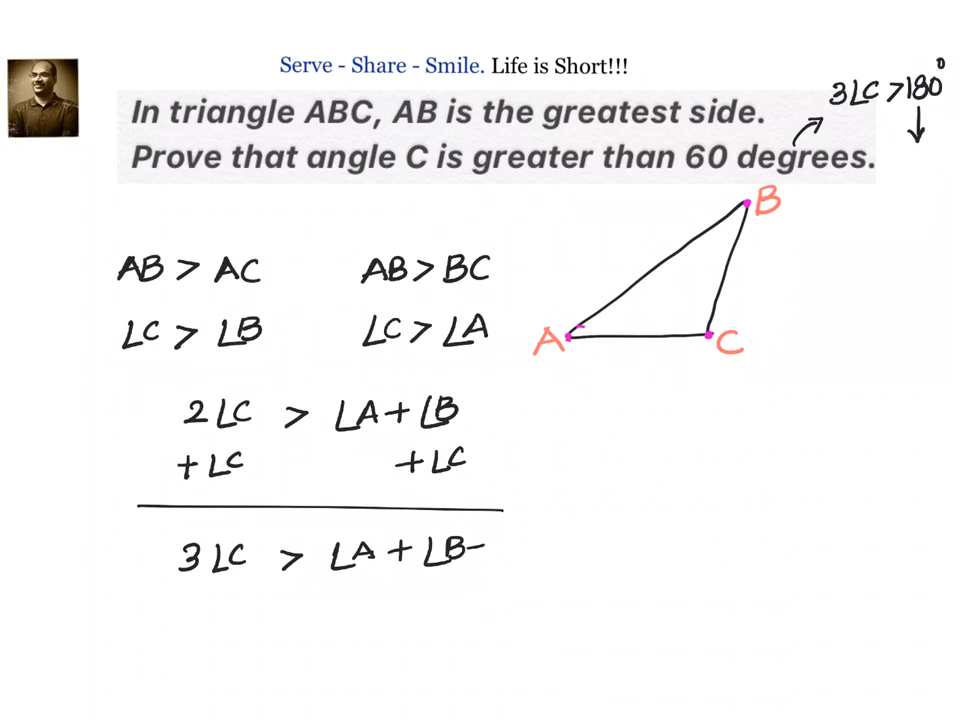 Serve - Share - Smile. Life is Short!!!
3∠C > 180°
In triangle ABC, AB is the greatest side.
Prove that angle C is greater than 60 degrees.
B
AB > AC AB > BC
∠C > ∠B ∠C > ∠A
A C
2∠C > ∠A + ∠B
+ ∠C + ∠C
3∠C > ∠A + ∠B -